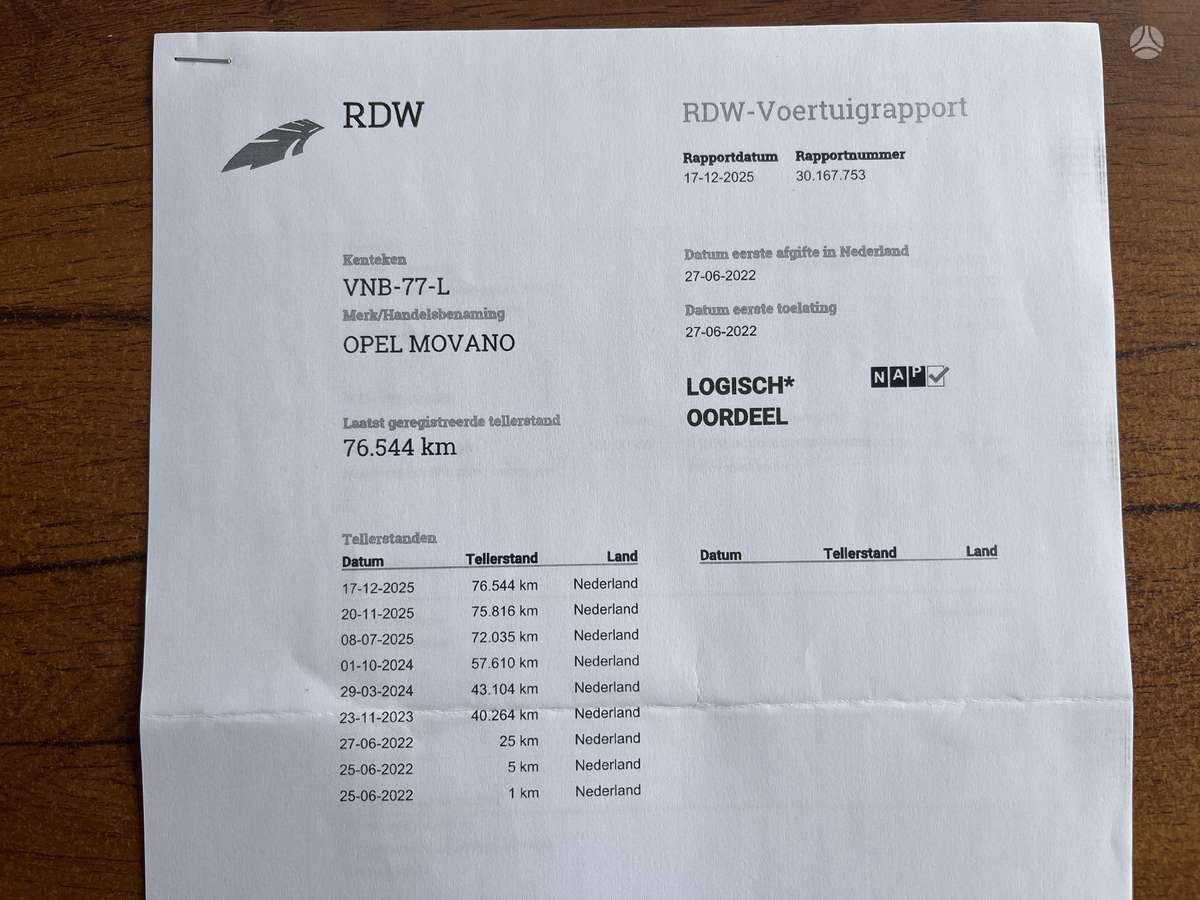 RDW
RDW-Voertuigrapport
Rapportdatum Rapportnummer
17-12-2025 30.167.753
Kenteken
VNB-77-L
Merk/Handelsbenaming
OPEL MOVANO
Laatst geregistreerde tellerstand
76.544 km
Datum eerste afgifte in Nederland
27-06-2022
Datum eerste toelating
27-06-2022
LOGISCH*
OORDEEL
NAP
Tellerstanden
Datum Tellerstand Land
17-12-2025 76.544 km Nederland
20-11-2025 75.816 km Nederland
08-07-2025 72.035 km Nederland
01-10-2024 57.610 km Nederland
29-03-2024 43.104 km Nederland
23-11-2023 40.264 km Nederland
27-06-2022 25 km Nederland
25-06-2022 5 km Nederland
25-06-2022 1 km Nederland
Datum Tellerstand Land